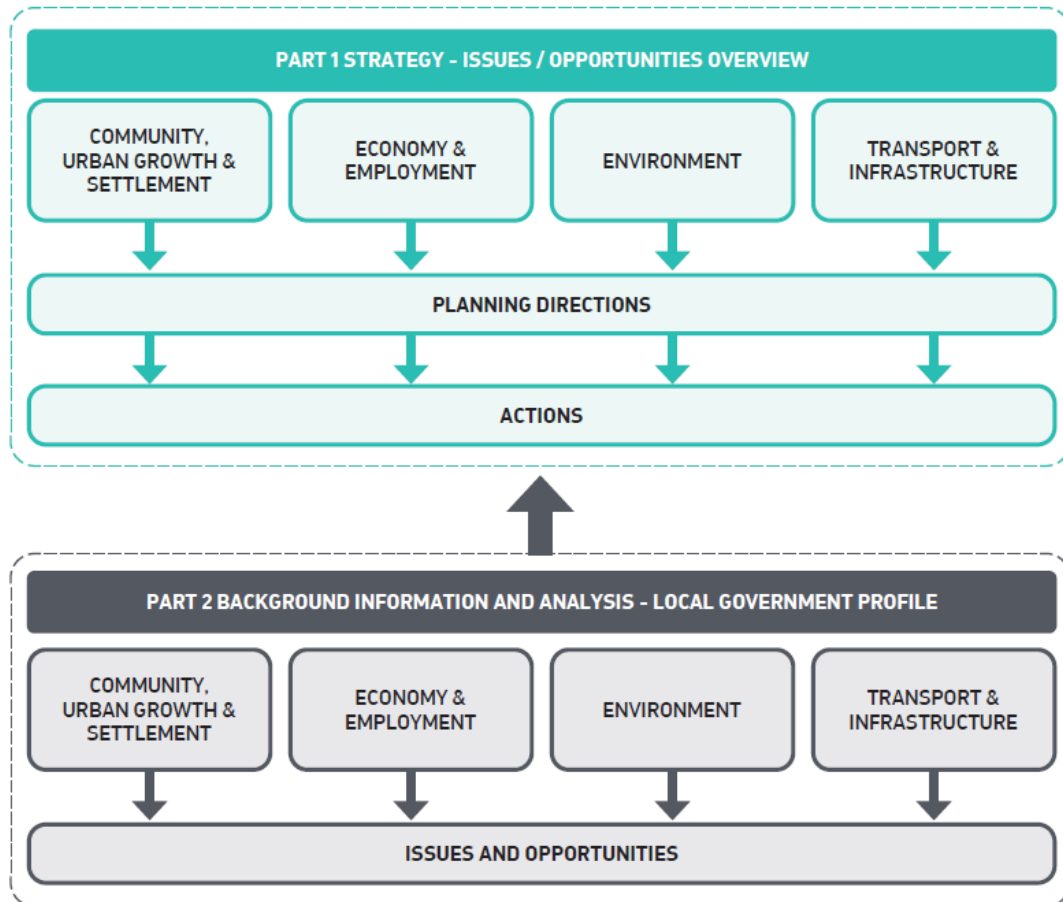 PART 1 STRATEGY - ISSUES / OPPORTUNITIES OVERVIEW
COMMUNITY,
URBAN GROWTH &
SETTLEMENT
ECONOMY &
EMPLOYMENT
ENVIRONMENT
TRANSPORT &
INFRASTRUCTURE
PLANNING DIRECTIONS
ACTIONS
PART 2 BACKGROUND INFORMATION AND ANALYSIS - LOCAL GOVERNMENT PROFILE
COMMUNITY,
URBAN GROWTH &
SETTLEMENT
ECONOMY &
EMPLOYMENT
ENVIRONMENT
TRANSPORT &
INFRASTRUCTURE
ISSUES AND OPPORTUNITIES